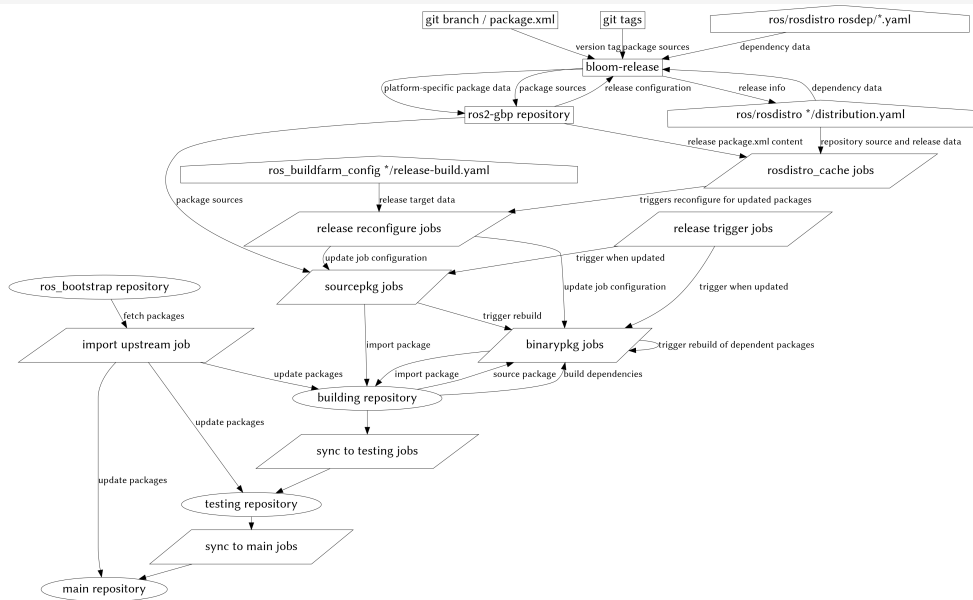 git branch / package.xml
git tags
ros/rosdistro rosdep/*.yaml
version tag
package sources
dependency data
bloom-release
platform-specific package data
package sources
release configuration
release info
dependency data
ros2-gbp repository
ros/rosdistro */distribution.yaml
release package.xml content
repository source and release data
ros_buildfarm_config */release-build.yaml
rosdistro_cache jobs
package sources
release target data
triggers reconfigure for updated packages
release reconfigure jobs
release trigger jobs
update job configuration
trigger when updated
ros_bootstrap repository
sourcepkg jobs
update job configuration
trigger when updated
fetch packages
trigger rebuild
import upstream job
import package
binarypkg jobs
trigger rebuild of dependent packages
update packages
import package
source package
build dependencies
building repository
update packages
sync to testing jobs
update packages
testing repository
sync to main jobs
main repository